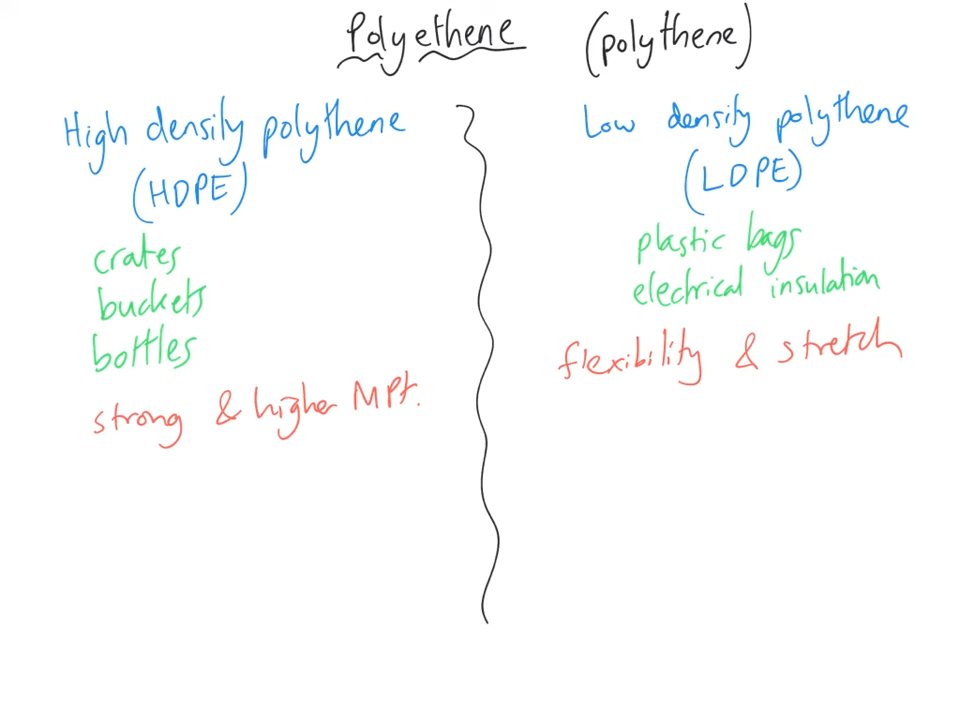 Polyethene (polythene)
High density polythene
(HDPE)
crates
buckets
bottles
strong & higher MPt.
Low density polythene
(LDPE)
plastic bags
electrical insulation
flexibility & stretch